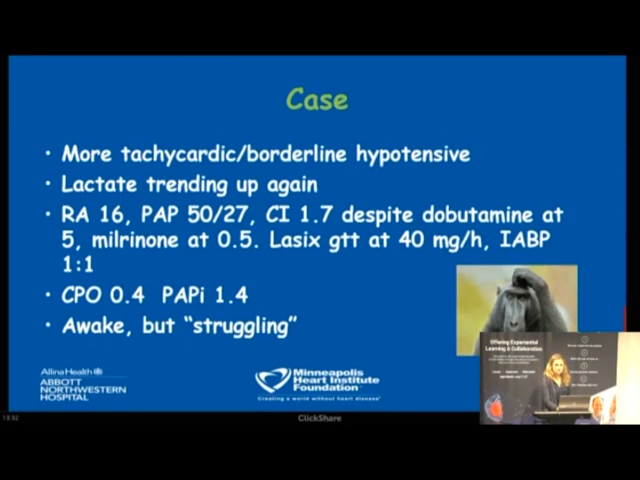 Case
• More tachycardic/borderline hypotensive
• Lactate trending up again
• RA 16, PAP 50/27, CI 1.7 despite dobutamine at
5, milrinone at 0.5. Lasix gtt at 40 mg/h, IABP
1:1
• CPO 0.4 PAPi 1.4
• Awake, but “struggling”
Offering Experiential
Learning & Collaboration
AllinaHealth
ABBOTT
NORTHWESTERN
HOSPITAL
Minneapolis
Heart Institute
Foundation
Creating a world without heart disease
ClickShare